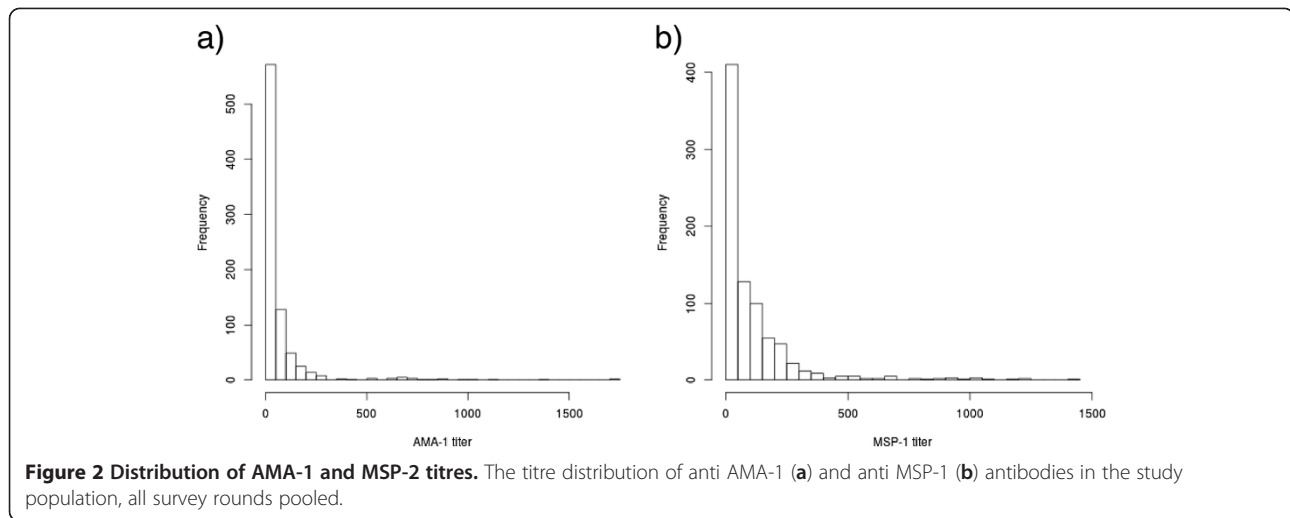 a)
b)
Frequency
500
400
300
200
100
0
0 500 1000 1500
AMA-1 titer
Frequency
400
300
200
100
0
0 500 1000 1500
MSP-1 titer
Figure 2 Distribution of AMA-1 and MSP-2 titres. The titre distribution of anti AMA-1 (a) and anti MSP-1 (b) antibodies in the study
population, all survey rounds pooled.